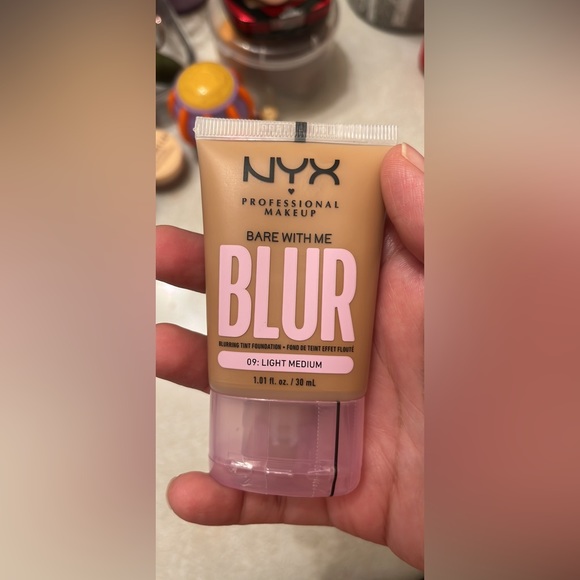 NYX
PROFESSIONAL
MAKEUP
BARE WITH ME
BLUR
BLURRING TINT FOUNDATION • FOND DE TEINT EFFET FLOUTÉ
09: LIGHT MEDIUM
1.01 fl. oz. / 30 mL